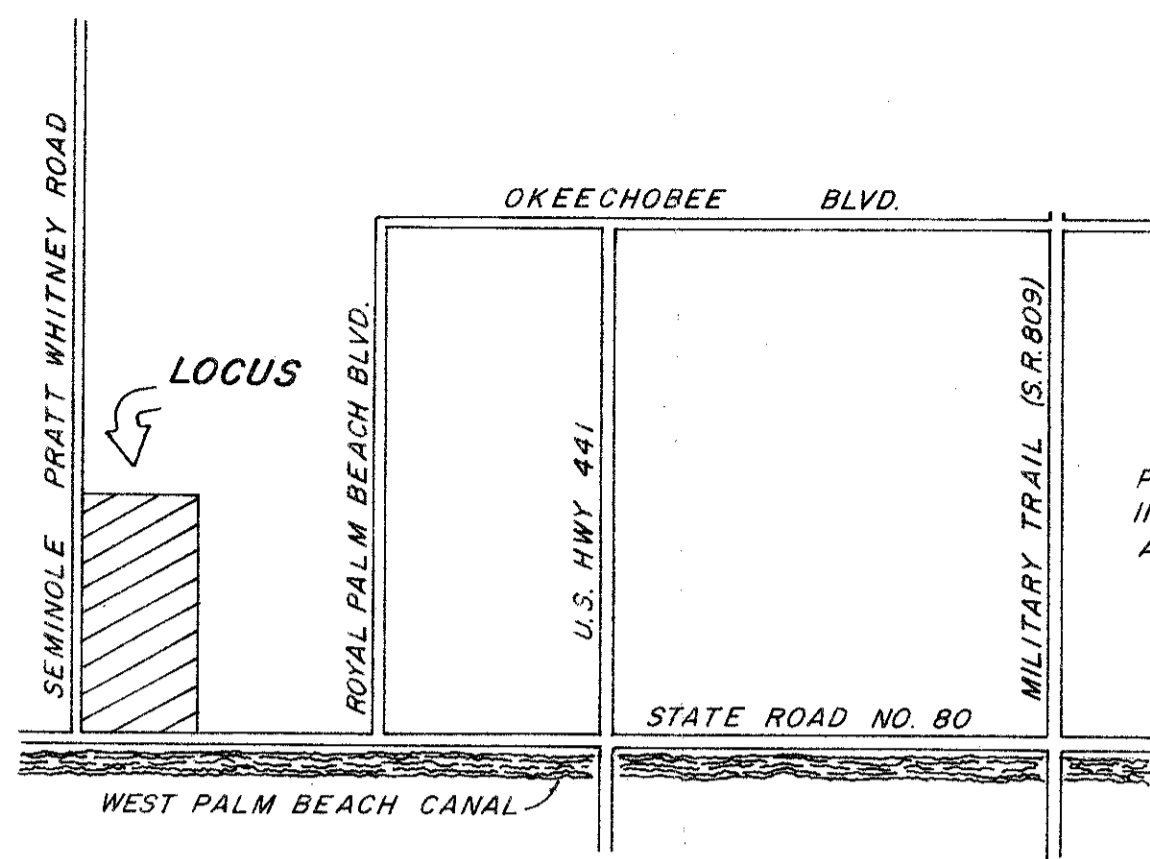 OKEECHOBEE BLVD.
SEMINOLE PRATT WHITNEY ROAD
LOCUS
ROYAL PALM BEACH BLVD.
U.S. HWY 441
MILITARY TRAIL (S.R. 809)
STATE ROAD NO. 80
WEST PALM BEACH CANAL